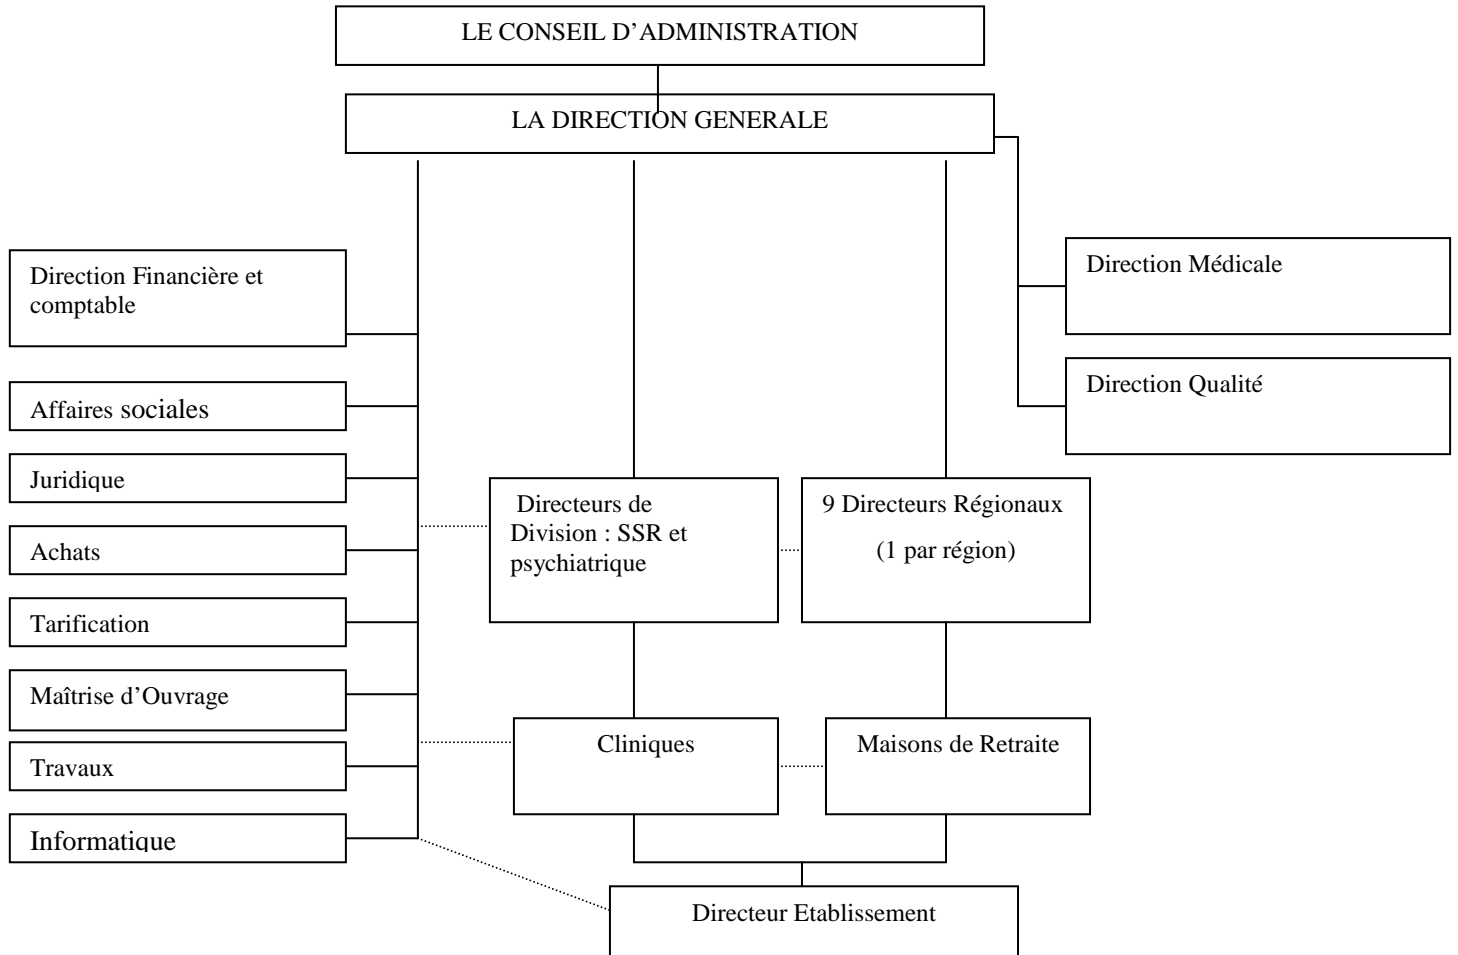 LE CONSEIL D’ADMINISTRATION
LA DIRECTION GENERALE
Direction Financière et
comptable
Affaires sociales
Juridique
Achats
Tarification
Maîtrise d’Ouvrage
Travaux
Informatique
Directeurs de
Division : SSR et
psychiatrique
9 Directeurs Régionaux
(1 par région)
Cliniques
Maisons de Retraite
Directeur Etablissement
Direction Médicale
Direction Qualité